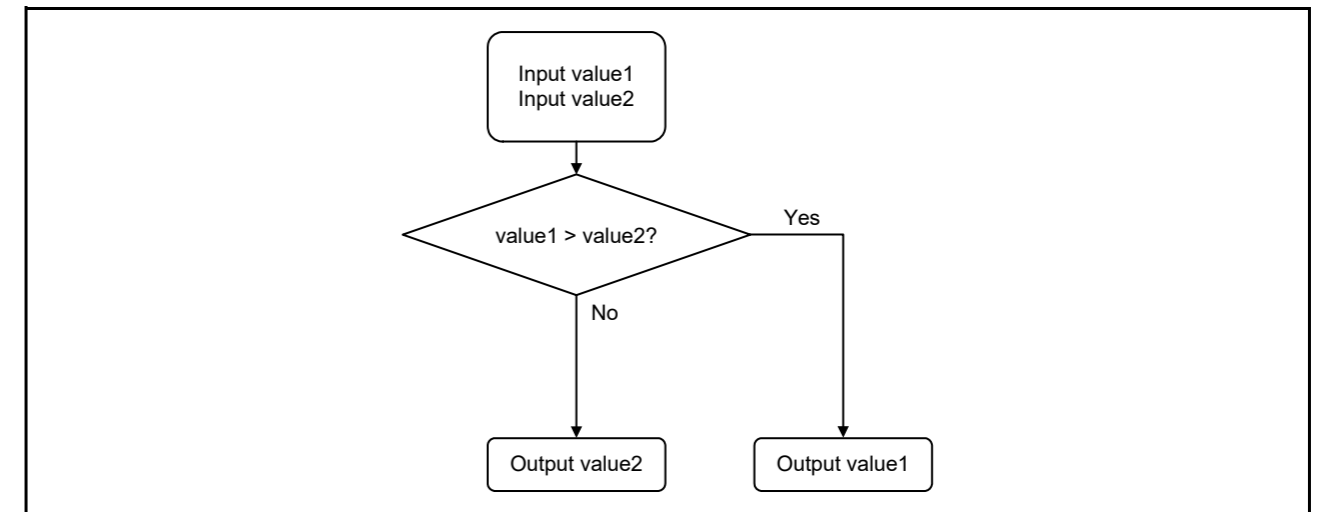 Input value1
Input value2
value1 > value2?
Yes
No
Output value2
Output value1